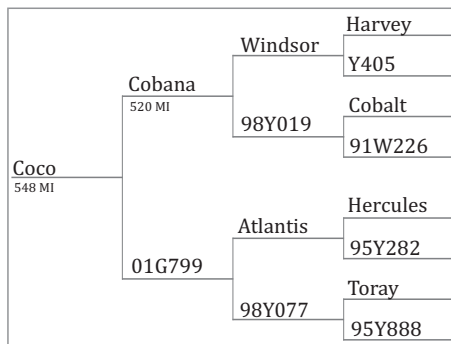 Harvey
Windsor
Y405
Cobana
520 MI
Cobalt
98Y019
91W226
Coco
548 MI
Hercules
Atlantis
95Y282
01G799
Toray
98Y077
95Y888